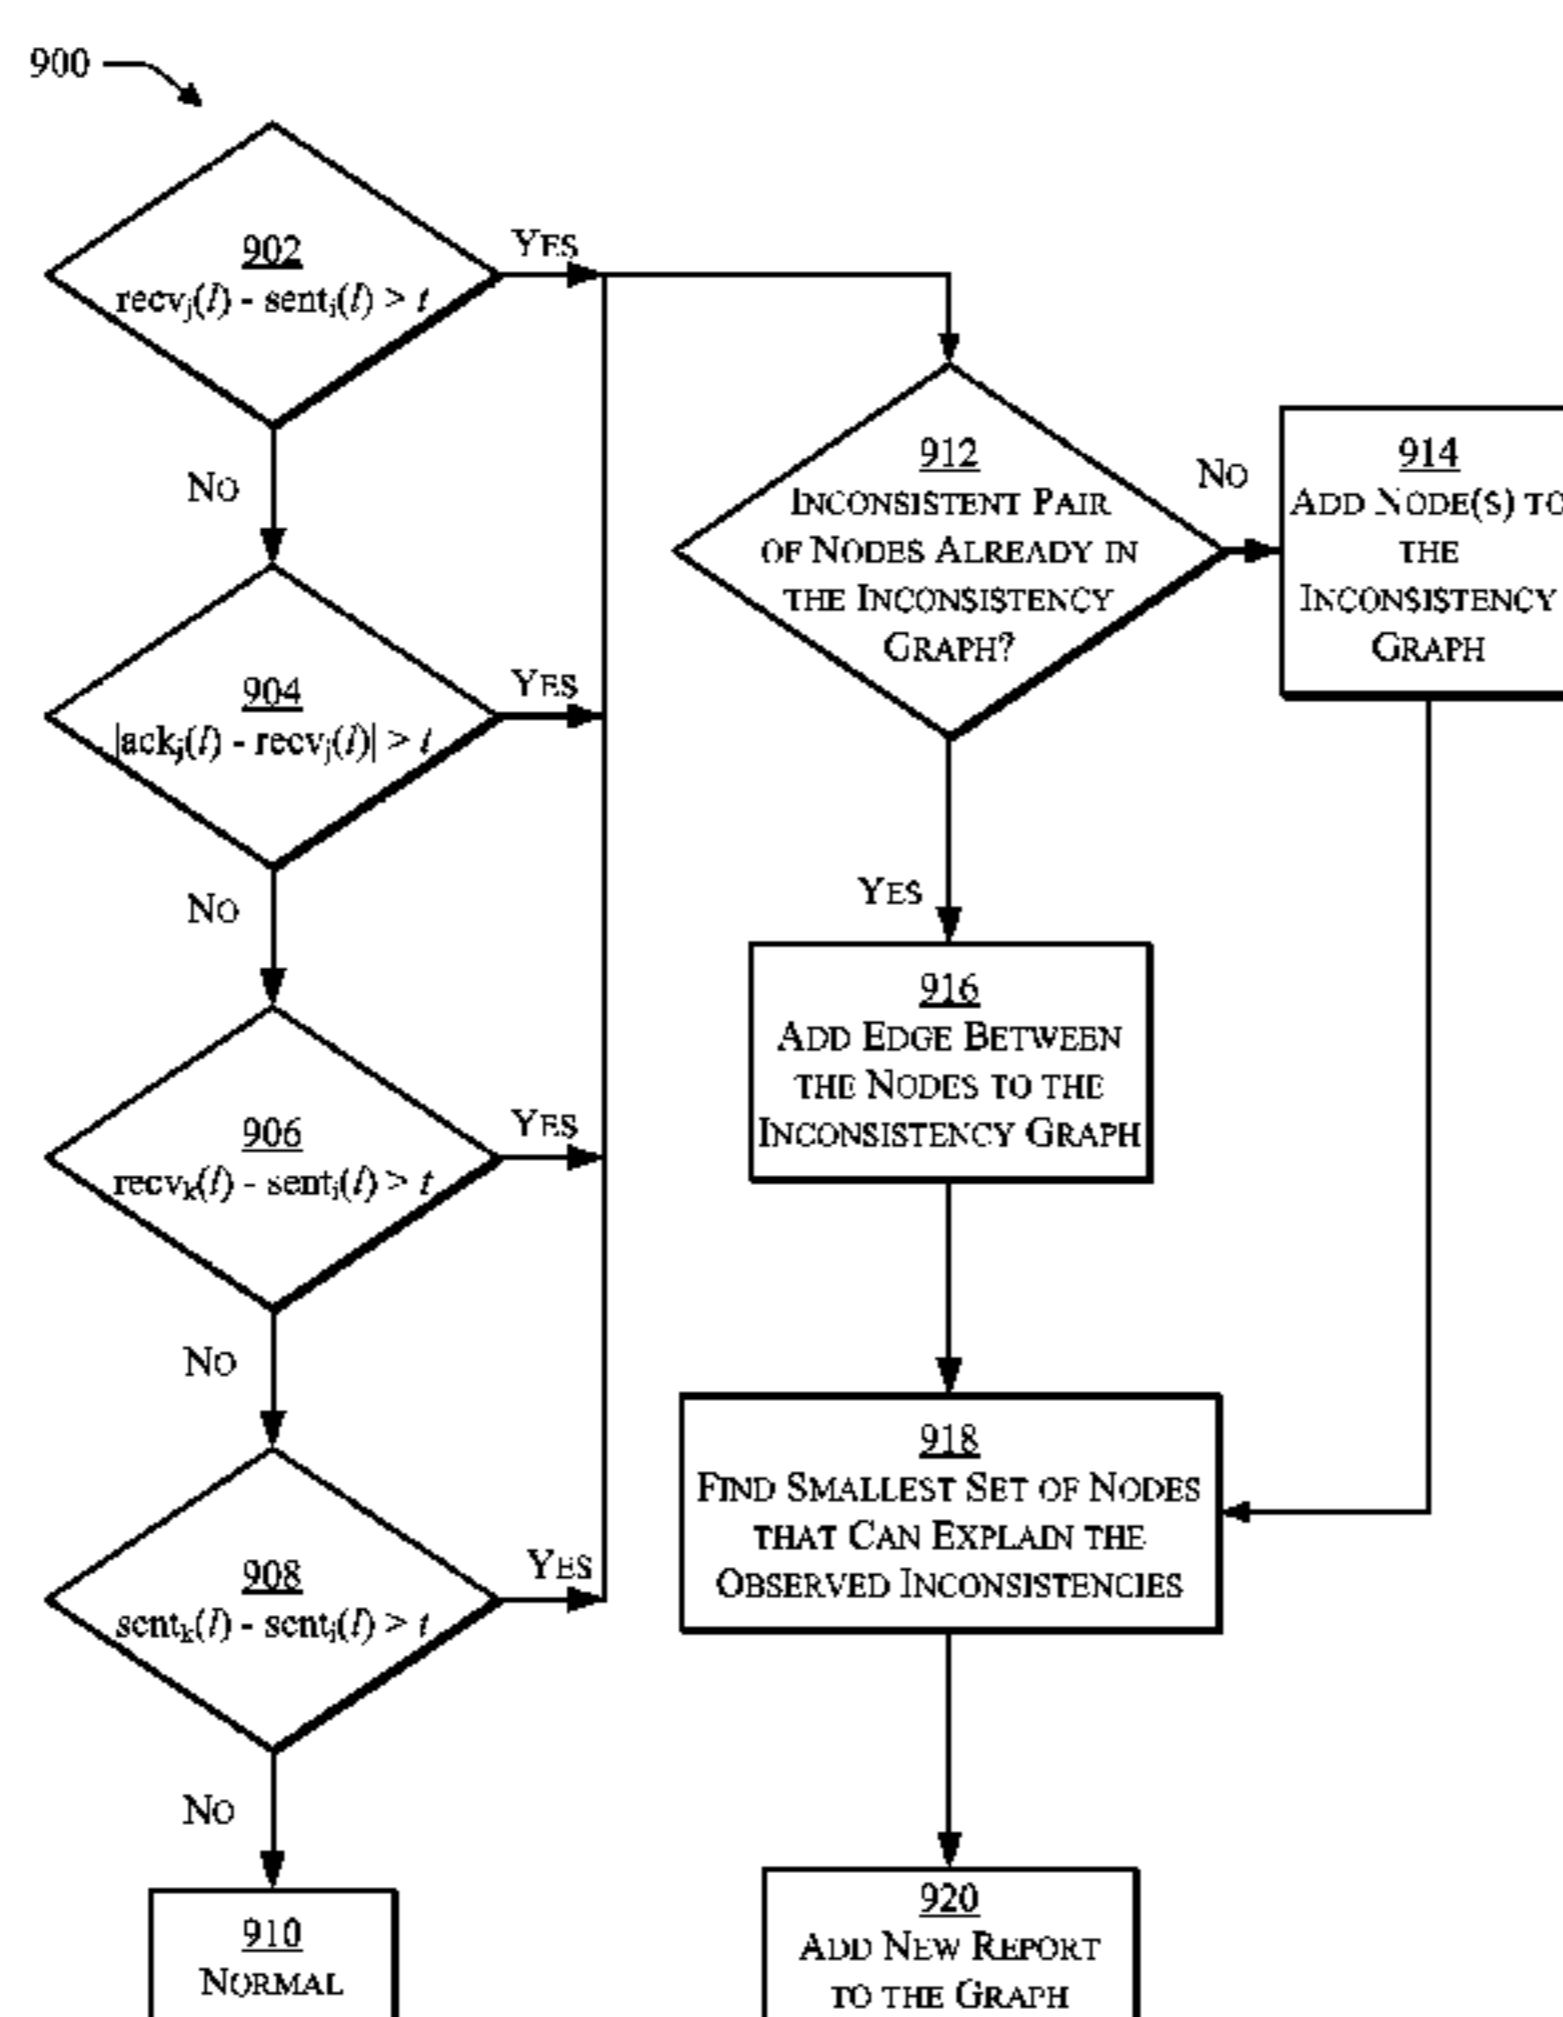 900
902
recvj(l) - senti(l) > t
YES
NO
904
|ackj(l) - recvj(l)| > t
YES
NO
906
recvk(l) - senti(l) > t
YES
NO
908
sentk(l) - senti(l) > t
YES
NO
910
NORMAL
912
INCONSISTENT PAIR
OF NODES ALREADY IN
THE INCONSISTENCY
GRAPH?
NO
914
ADD NODE(S) TO
THE
INCONSISTENCY
GRAPH
YES
916
ADD EDGE BETWEEN
THE NODES TO THE
INCONSISTENCY GRAPH
918
FIND SMALLEST SET OF NODES
THAT CAN EXPLAIN THE
OBSERVED INCONSISTENCIES
920
ADD NEW REPORT
TO THE GRAPH